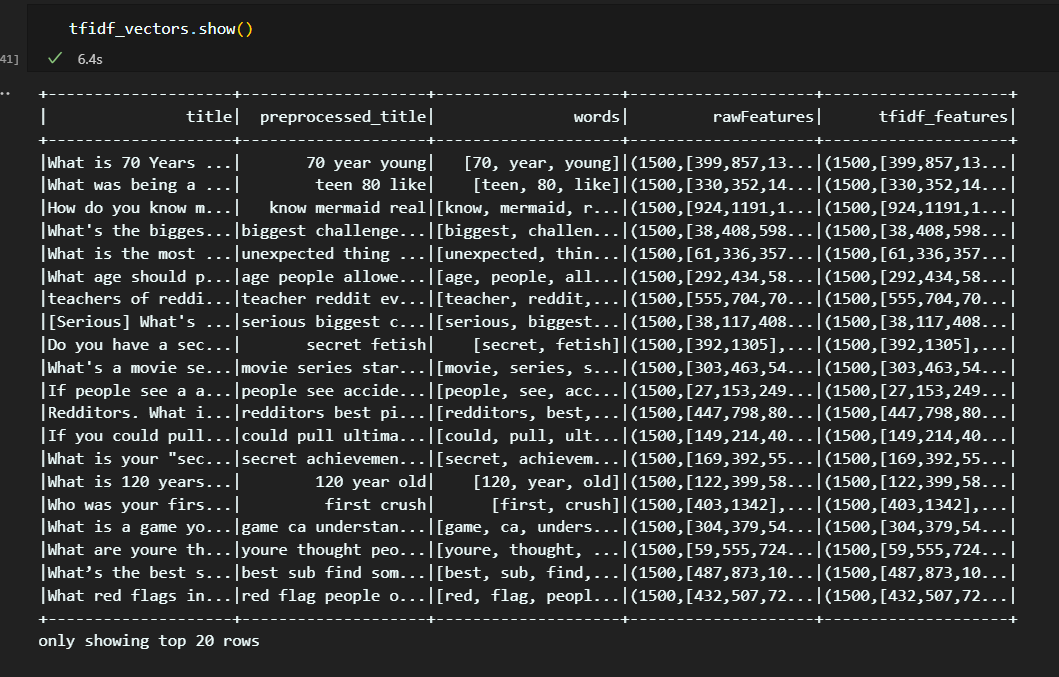 tfidf_vectors.show()
41]
6.4s
..
+--------------------+--------------------+--------------------+--------------------+--------------------+
|               title|  preprocessed_title|               words|         rawFeatures|      tfidf_features|
+--------------------+--------------------+--------------------+--------------------+--------------------+
|What is 70 Years ...|       70 year young|   [70, year, young]|(1500,[399,857,13...|(1500,[399,857,13...|
|What was being a ...|        teen 80 like|    [teen, 80, like]|(1500,[330,352,14...|(1500,[330,352,14...|
|How do you know m...|   know mermaid real|[know, mermaid, r...|(1500,[924,1191,1...|(1500,[924,1191,1...|
|What's the bigges...|biggest challenge...|[biggest, challen...|(1500,[38,408,598...|(1500,[38,408,598...|
|What is the most ...|unexpected thing ...|[unexpected, thin...|(1500,[61,336,357...|(1500,[61,336,357...|
|What age should p...|age people allowe...|[age, people, all...|(1500,[292,434,58...|(1500,[292,434,58...|
|teachers of reddi...|teacher reddit ev...|[teacher, reddit,...|(1500,[555,704,70...|(1500,[555,704,70...|
|[Serious] What's ...|serious biggest c...|[serious, biggest...|(1500,[38,117,408...|(1500,[38,117,408...|
|Do you have a sec...|       secret fetish|    [secret, fetish]|(1500,[392,1305],...|(1500,[392,1305],...|
|What's a movie se...|movie series star...|[movie, series, s...|(1500,[303,463,54...|(1500,[303,463,54...|
|If people see a a...|people see accide...|[people, see, acc...|(1500,[27,153,249...|(1500,[27,153,249...|
|Redditors. What i...|redditors best pi...|[redditors, best,...|(1500,[447,798,80...|(1500,[447,798,80...|
|If you could pull...|could pull ultima...|[could, pull, ult...|(1500,[149,214,40...|(1500,[149,214,40...|
|What is your "sec...|secret achievemen...|[secret, achievem...|(1500,[169,392,55...|(1500,[169,392,55...|
|What is 120 years...|        120 year old|    [120, year, old]|(1500,[122,399,58...|(1500,[122,399,58...|
|Who was your firs...|         first crush|      [first, crush]|(1500,[403,1342],...|(1500,[403,1342],...|
|What is a game yo...|game ca understan...|[game, ca, unders...|(1500,[304,379,54...|(1500,[304,379,54...|
|What are youre th...|youre thought peo...|[youre, thought, ...|(1500,[59,555,724...|(1500,[59,555,724...|
|What’s the best s...|best sub find som...|[best, sub, find,...|(1500,[487,873,10...|(1500,[487,873,10...|
|What red flags in...|red flag people o...|[red, flag, peopl...|(1500,[432,507,72...|(1500,[432,507,72...|
+--------------------+--------------------+--------------------+--------------------+--------------------+
only showing top 20 rows